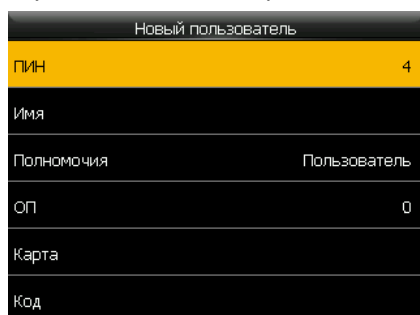 Новый пользователь
ПИН 4
Имя
Полномочия Пользователь
ОП 0
Карта
Код